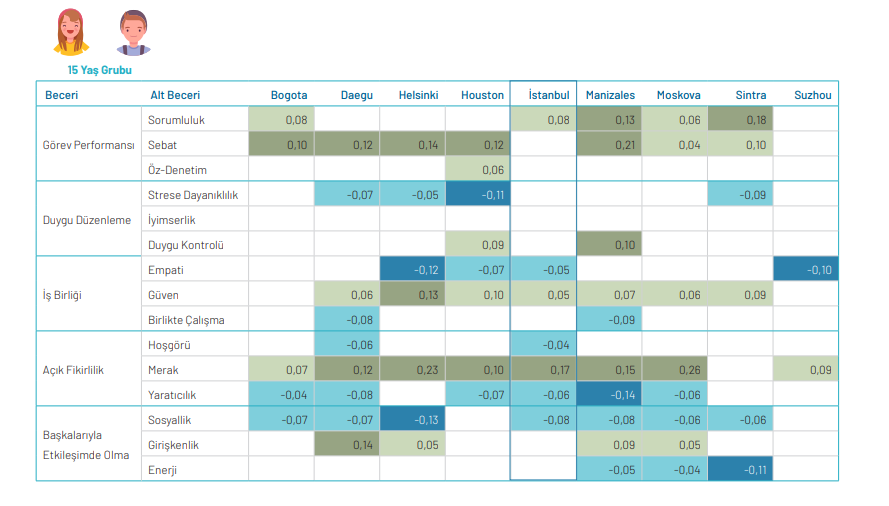 15 Yaş Grubu
Beceri Alt Beceri Bogota Daegu Helsinki Houston İstanbul Manizales Moskova Sintra Suzhou
Görev Performansı
Sorumluluk 0,08 0,08 0,13 0,06 0,18
Sebat 0,10 0,12 0,14 0,12 0,21 0,04 0,10
Öz-Denetim 0,06
Duygu Düzenleme
Strese Dayanıklılık -0,07 -0,05 -0,11 -0,09
İyimserlik
Duygu Kontrolü 0,09 0,10
İş Birliği
Empati -0,12 -0,07 -0,05 -0,10
Güven 0,06 0,13 0,10 0,05 0,07 0,06 0,09
Birlikte Çalışma -0,08 -0,09
Açık Fikirlilik
Hoşgörü -0,06 -0,04
Merak 0,07 0,12 0,23 0,10 0,17 0,15 0,26 0,09
Yaratıcılık -0,04 -0,08 -0,07 -0,06 -0,14 -0,06
Başkalarıyla
Etkileşimde Olma
Sosyallik -0,07 -0,07 -0,13 -0,08 -0,08 -0,06 -0,06
Girişkenlik 0,14 0,05 0,09 0,05
Enerji -0,05 -0,04 -0,11